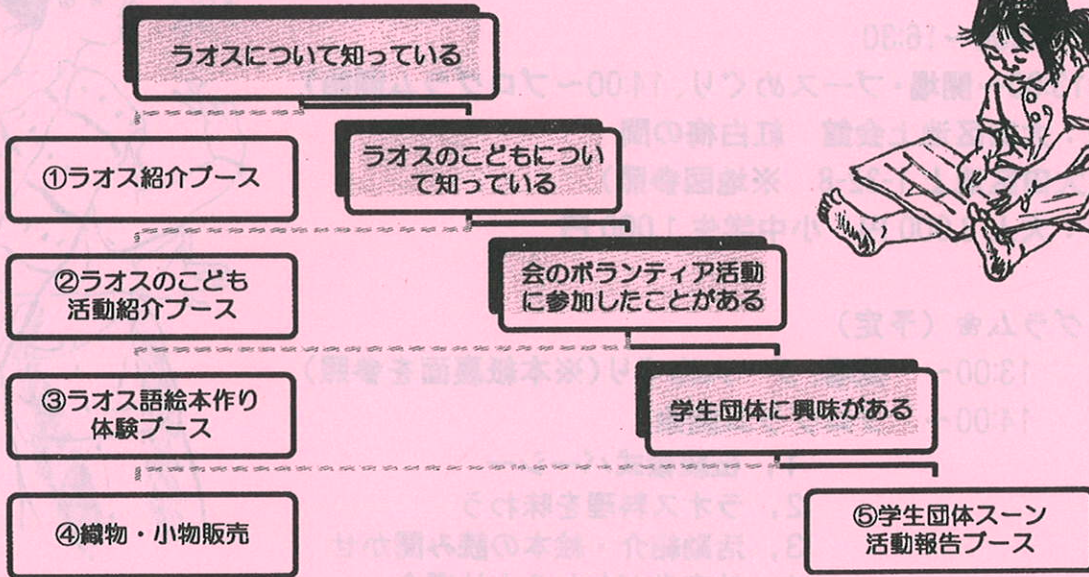 ラオスについて知っている
①ラオス紹介ブース
ラオスのこどもについ
て知っている
②ラオスのこども
活動紹介ブース
会のボランティア活動
に参加したことがある
③ラオス語絵本作り
体験ブース
学生団体に興味がある
④織物・小物販売
⑤学生団体スーン
活動報告ブース